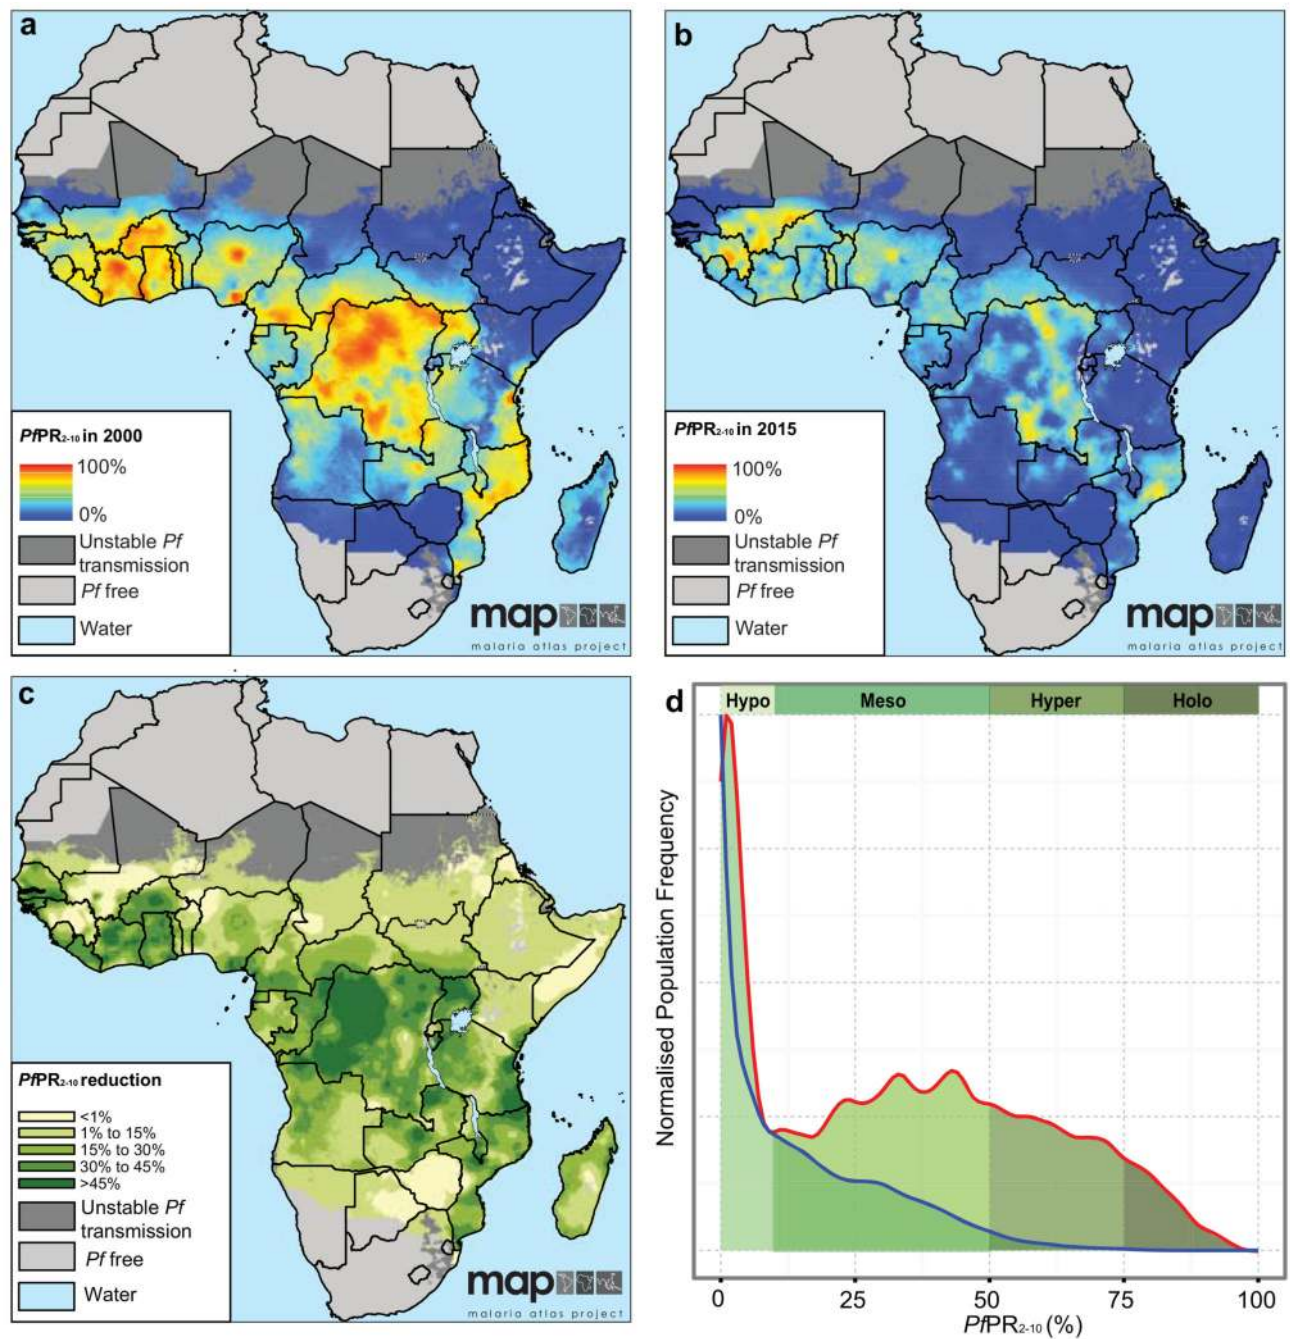 a
PfPR2-10 in 2000
100%
0%
Unstable Pf
transmission
Pf free
Water
map
malaria atlas project
b
PfPR2-10 in 2015
100%
0%
Unstable Pf
transmission
Pf free
Water
map
malaria atlas project
c
PfPR2-10 reduction
<1%
1% to 15%
15% to 30%
30% to 45%
>45%
Unstable Pf
transmission
Pf free
Water
map
malaria atlas project
d
Hypo Meso Hyper Holo
Normalised Population Frequency
0 25 50 75 100
PfPR2-10 (%)